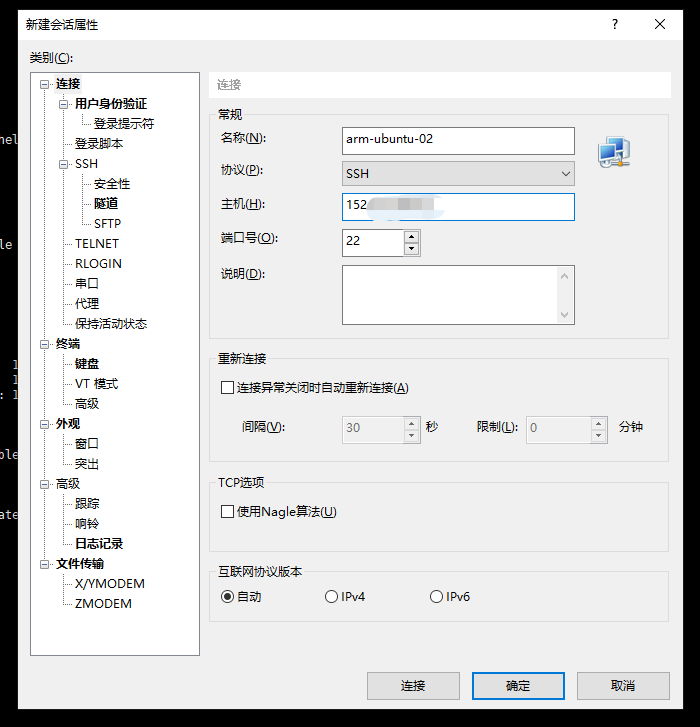 新建会话属性
?
类别(C):
连接
用户身份验证
登录提示符
登录脚本
SSH
安全性
隧道
SFTP
TELNET
RLOGIN
串口
代理
保持活动状态
终端
键盘
VT 模式
高级
外观
窗口
突出
高级
跟踪
响铃
日志记录
文件传输
X/YMODEM
ZMODEM
连接
常规
名称(N): arm-ubuntu-02
协议(P): SSH
主机(H): 152
端口号(O): 22
说明(D):
重新连接
连接异常关闭时自动重新连接(A)
间隔(V): 30 秒 限制(L): 0 分钟
TCP选项
使用Nagle算法(U)
互联网协议版本
自动 IPv4 IPv6
连接 确定 取消